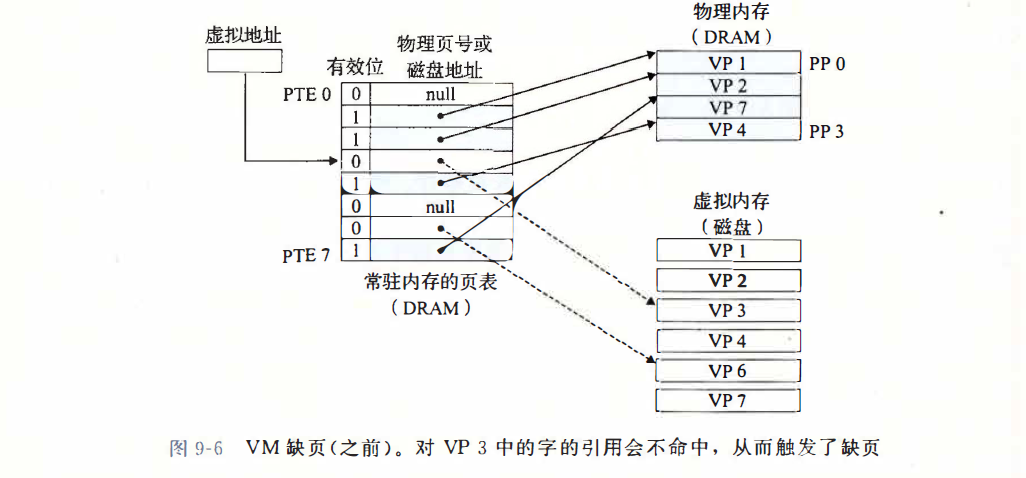 虚拟地址
有效位
物理页号或
磁盘地址
PTE 0 0 null
1
1
0
1
0 null
0
PTE 7 1
常驻内存的页表
（DRAM）
物理内存
（DRAM）
VP 1 PP 0
VP 2
VP 7
VP 4 PP 3
虚拟内存
（磁盘）
VP 1
VP 2
VP 3
VP 4
VP 6
VP 7
图 9-6 VM 缺页(之前)。对 VP 3 中的字的引用会不命中，从而触发了缺页